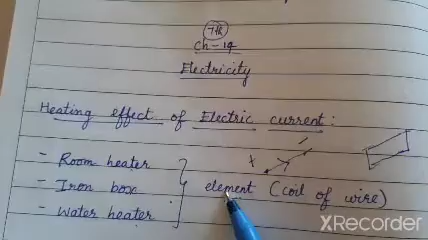 7th
Ch - 14
Electricity
Heating effect of Electric current:
- Room heater
- Iron box
element (coil of wire)
- Water heater
XRecorder